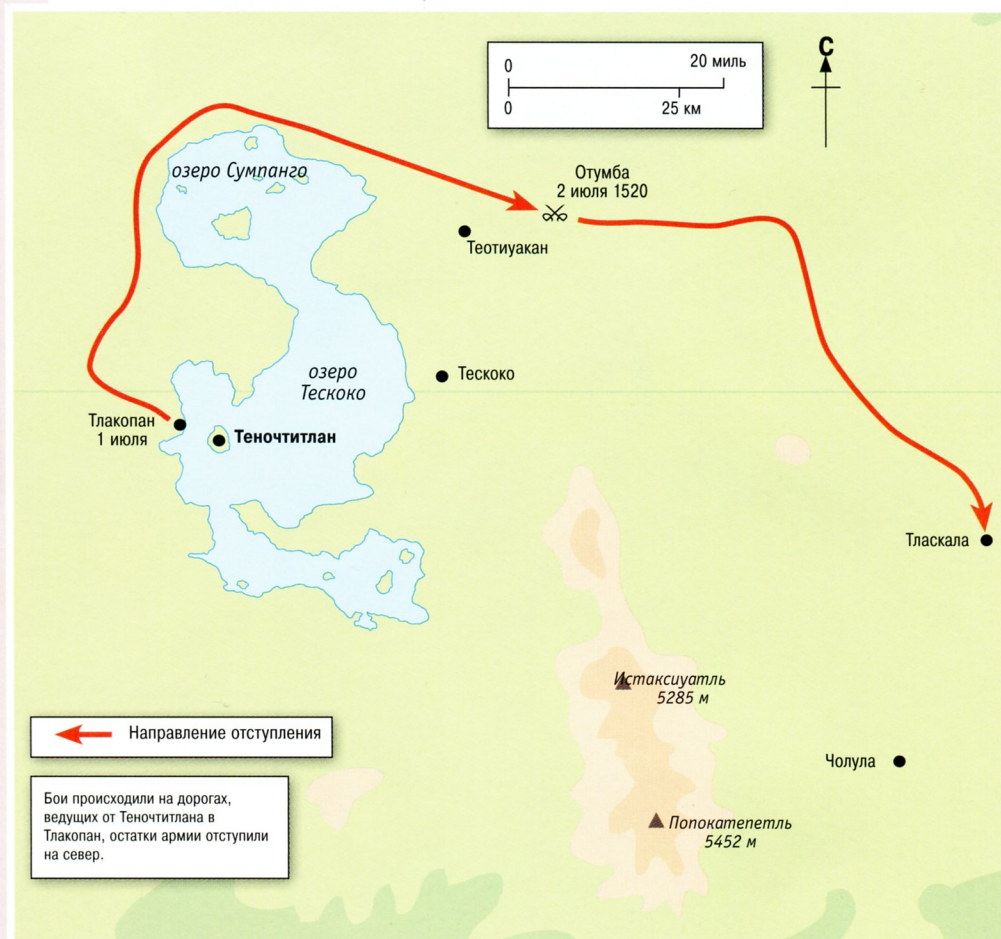 0
20 миль
0
25 км
С
озеро Сумпанго
Отумба
2 июля 1520
Теотиуакан
озеро
Тескоко
Тескоко
Тлакопан
1 июля
Теночтитлан
Тласкала
Истаксиуатль
5285 м
Направление отступления
Чолула
Бои происходили на дорогах,
ведущих от Теночтитлана в
Тлакопан, остатки армии отступили
на север.
Попокатепетль
5452 м